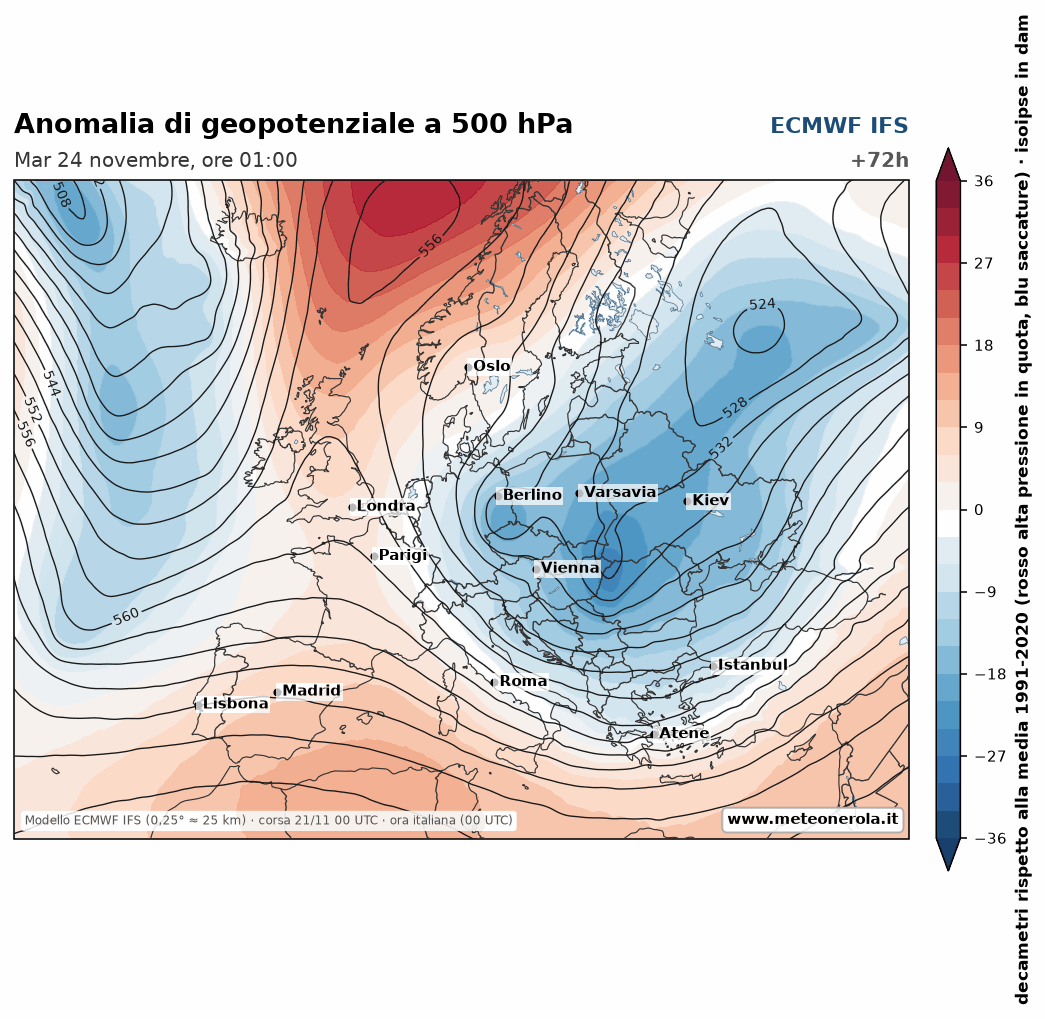 Anomalia di geopotenziale a 500 hPa
ECMWF IFS
Mar 24 novembre, ore 01:00
+72h
508
556
524
544
552
556
528
532
560
Oslo
Londra
Parigi
Berlino
Varsavia
Kiev
Vienna
Istanbul
Roma
Madrid
Lisbona
Atene
Modello ECMWF IFS (0,25° ≈ 25 km) · corsa 21/11 00 UTC · ora italiana (00 UTC)
www.meteonerola.it
36
27
18
9
0
−9
−18
−27
−36
decametri rispetto alla media 1991-2020 (rosso alta pressione in quota, blu saccature) · isoipse in dam